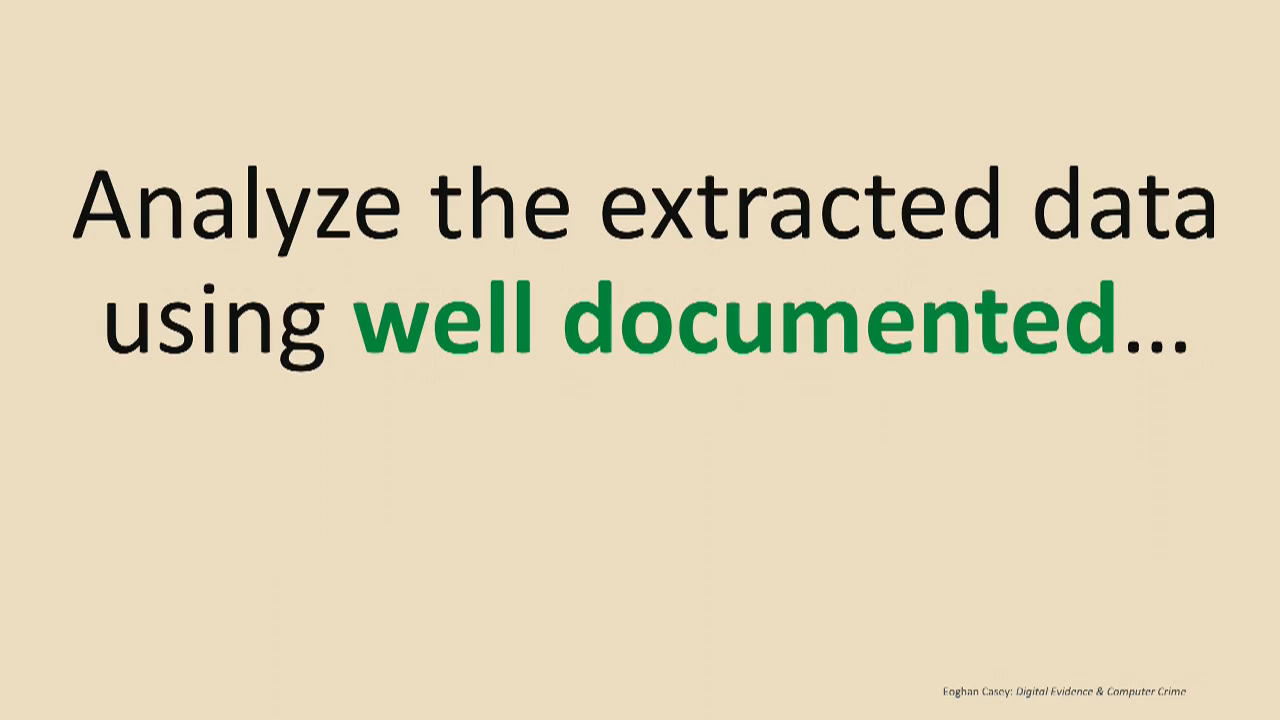 Analyze the extracted data
using well documented...
Eoghan Casey: Digital Evidence & Computer Crime